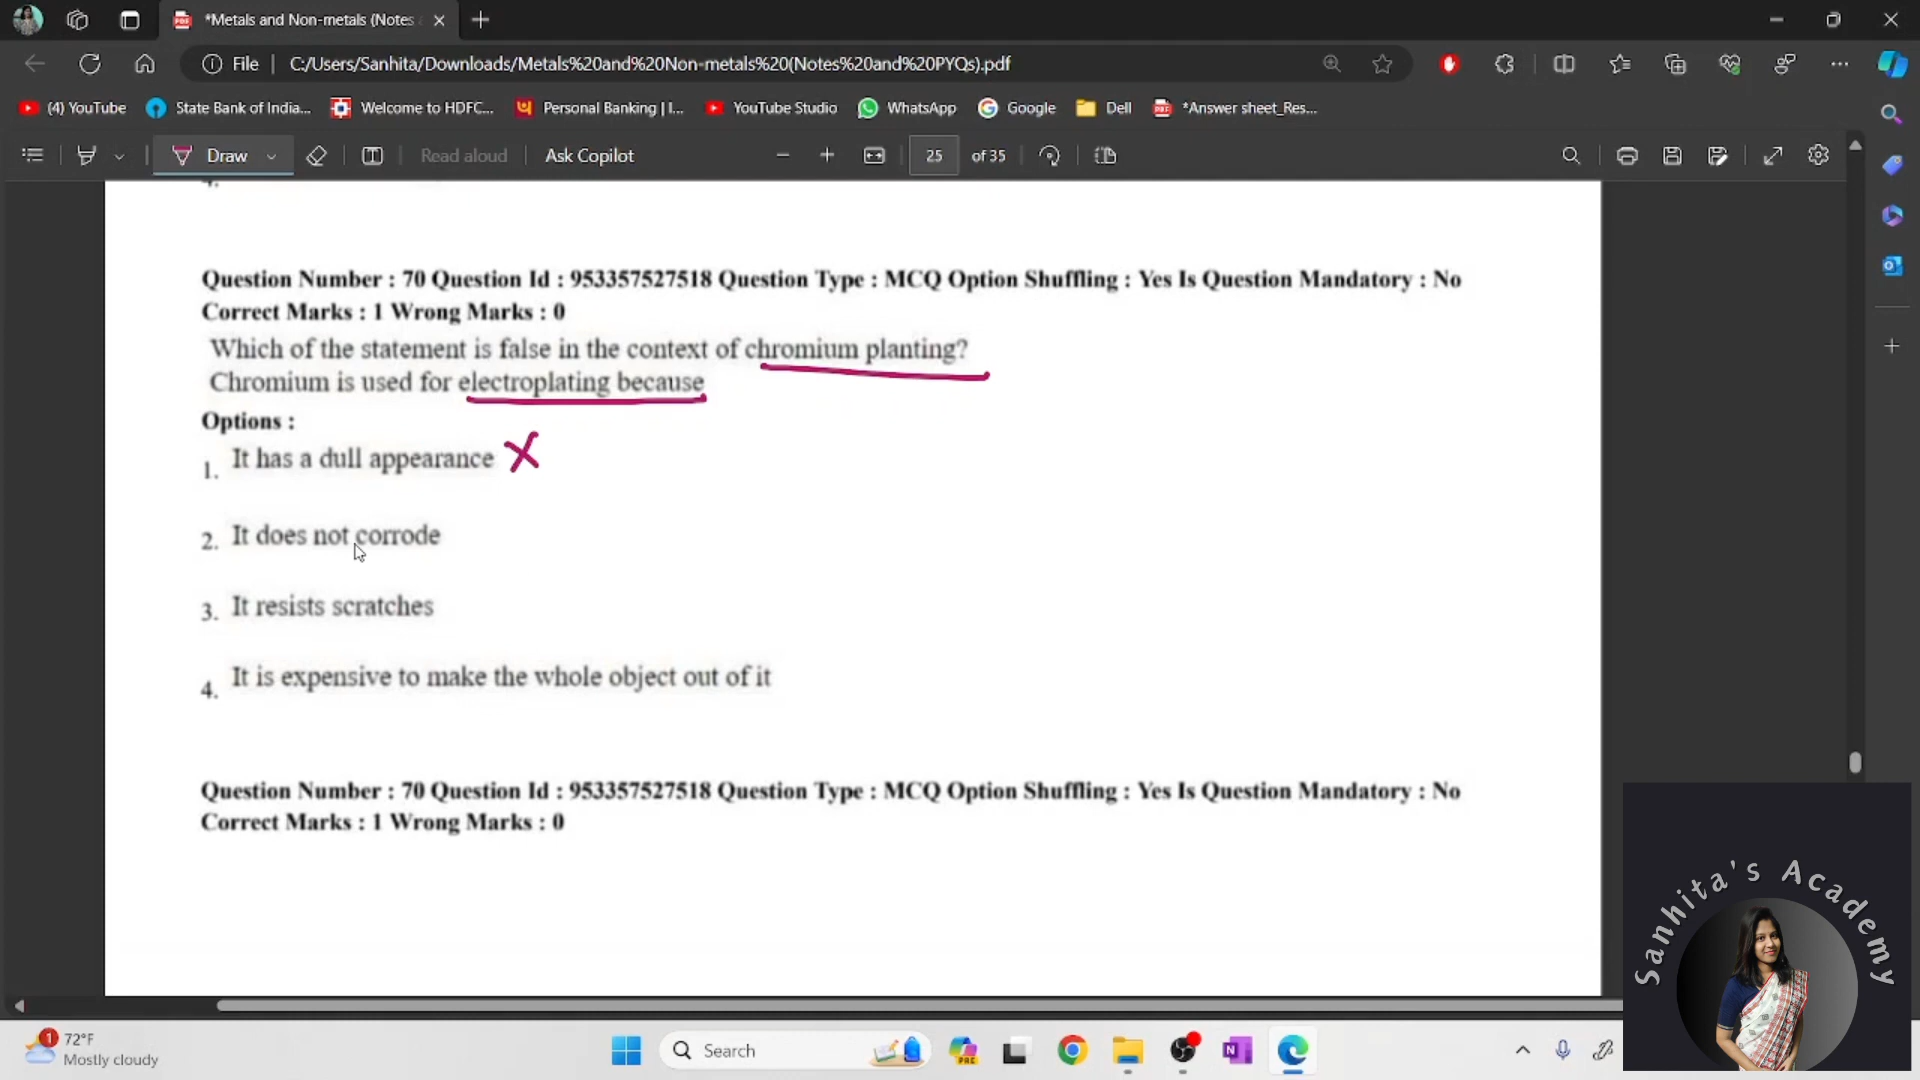 *Metals and Non-metals (Notes
File
C:/Users/Sanhita/Downloads/Metals%20and%20Non-metals%20(Notes%20and%20PYQs).pdf
(4) YouTube
State Bank of India...
Welcome to HDFC...
Personal Banking | I...
YouTube Studio
WhatsApp
Google
Dell
*Answer sheet_Res...
Draw
Read aloud
Ask Copilot
25
of 35
4.
Question Number : 70 Question Id : 953357527518 Question Type : MCQ Option Shuffling : Yes Is Question Mandatory : No
Correct Marks : 1 Wrong Marks : 0
Which of the statement is false in the context of chromium planting?
Chromium is used for electroplating because
Options :
1. It has a dull appearance
2. It does not corrode
3. It resists scratches
4. It is expensive to make the whole object out of it
Question Number : 70 Question Id : 953357527518 Question Type : MCQ Option Shuffling : Yes Is Question Mandatory : No
Correct Marks : 1 Wrong Marks : 0
Sanhita's Academy
1
72°F
Mostly cloudy
Search
PRE
N